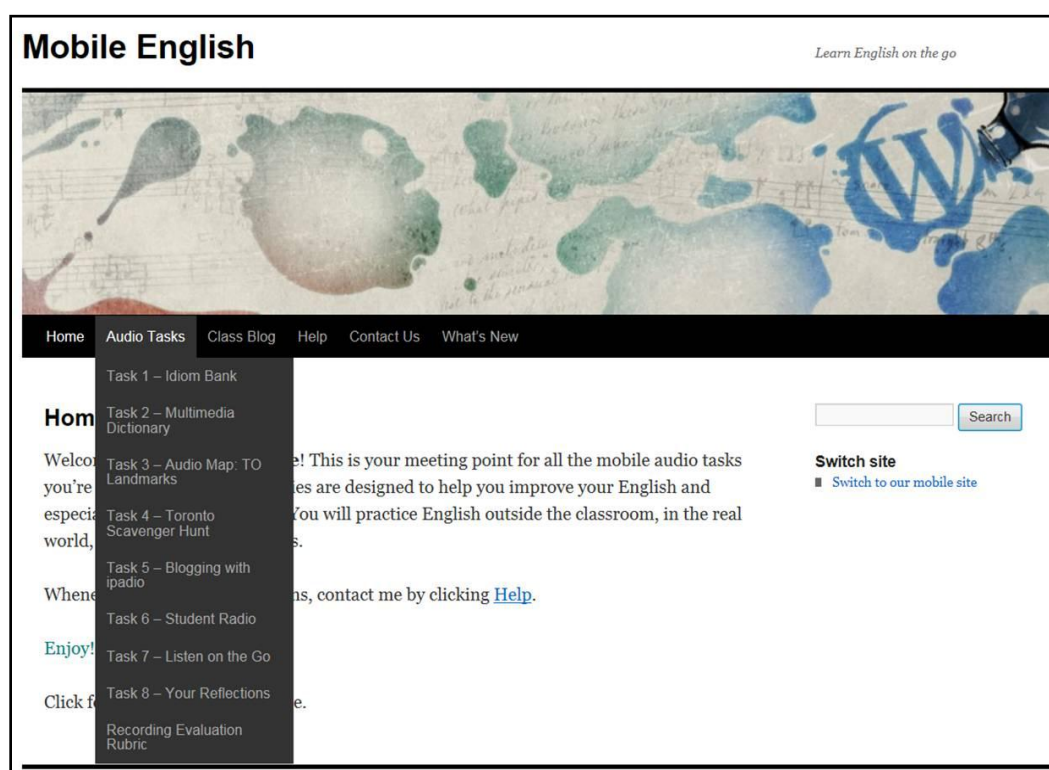 Mobile English
Learn English on the go
Home Audio Tasks Class Blog Help Contact Us What's New
Task 1 – Idiom Bank
Task 2 – Multimedia
Dictionary
Task 3 – Audio Map: TO
Landmarks
Task 4 – Toronto
Scavenger Hunt
Task 5 – Blogging with
ipadio
Task 6 – Student Radio
Task 7 – Listen on the Go
Task 8 – Your Reflections
Recording Evaluation
Rubric
Hom
Welco e! This is your meeting point for all the mobile audio tasks
you're ies are designed to help you improve your English and
especia You will practice English outside the classroom, in the real
world, s.
Whene ns, contact me by clicking Help.
Enjoy!
Click f e.
Search
Switch site
Switch to our mobile site